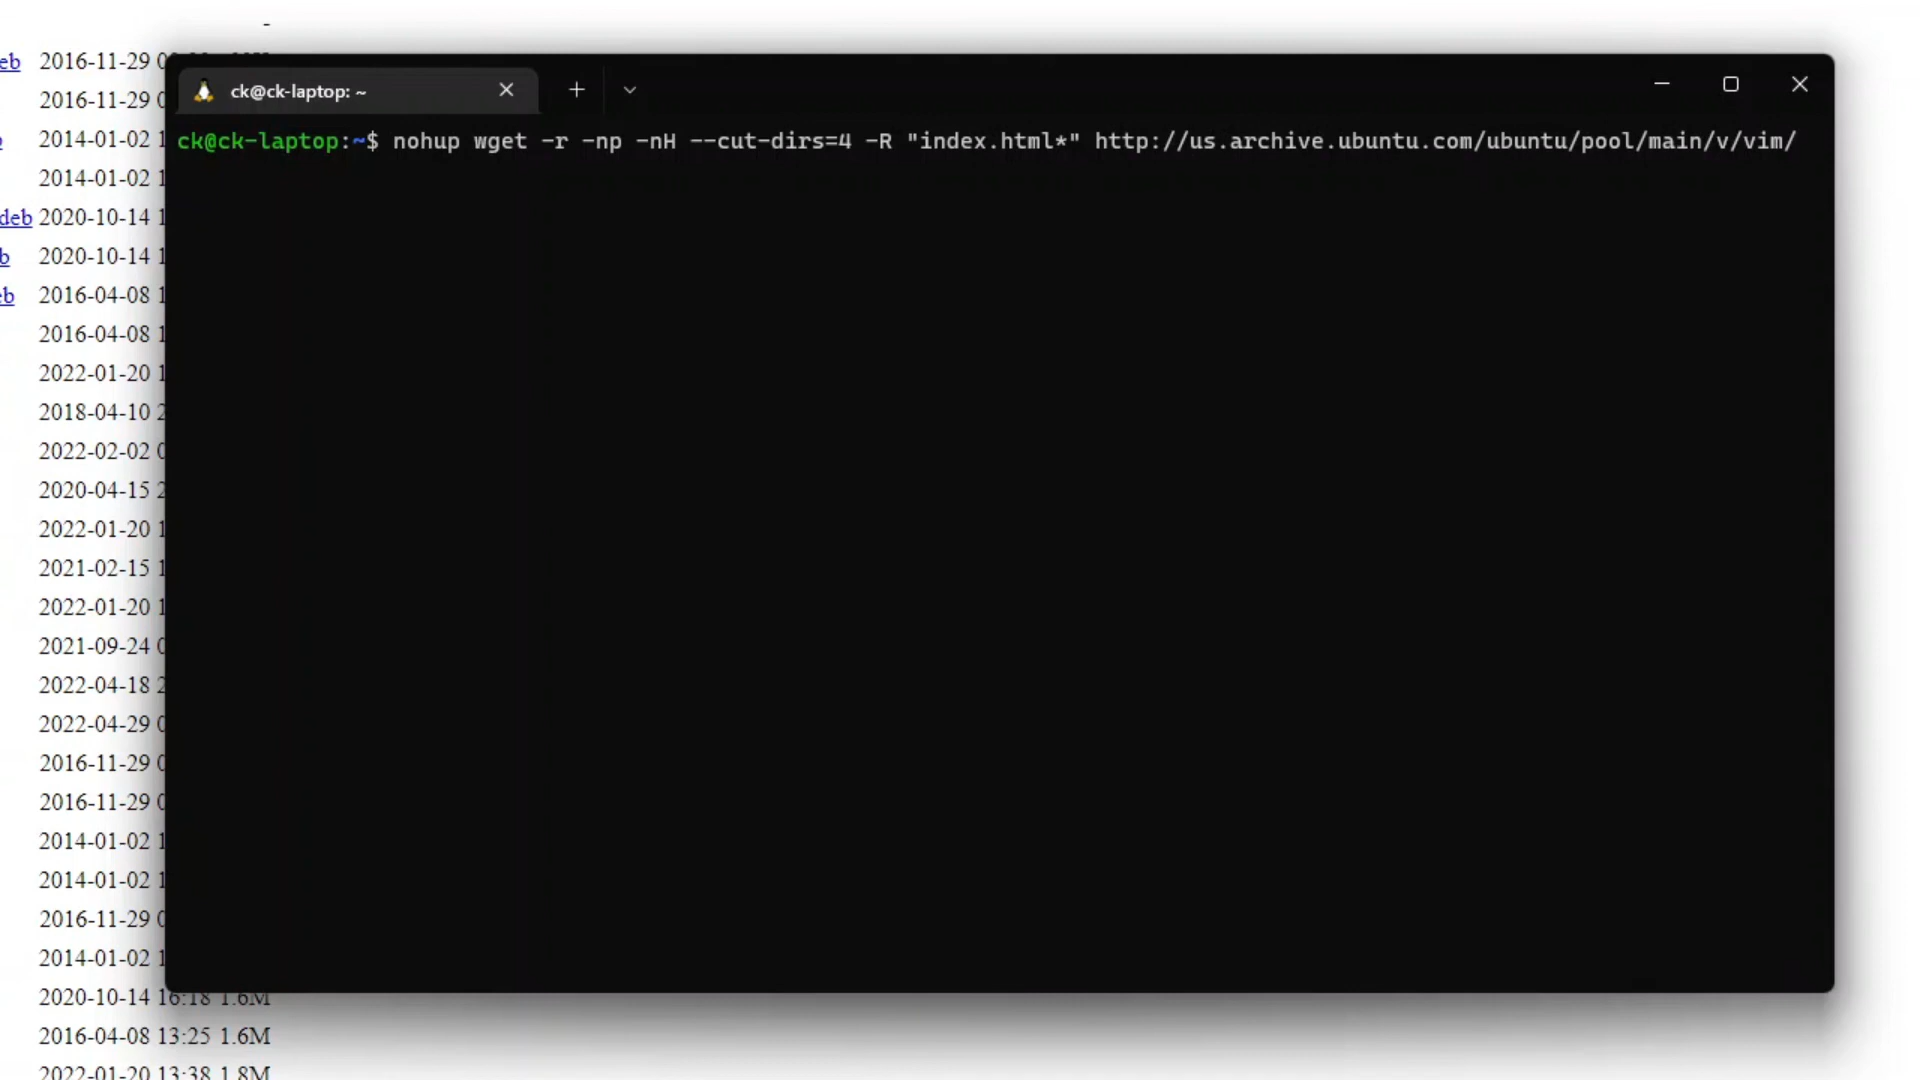 -
eb 2016-11-29
ck@ck-laptop: ~
2016-11-29
2014-01-02
ck@ck-laptop:~$ nohup wget -r -np -nH --cut-dirs=4 -R "index.html*" http://us.archive.ubuntu.com/ubuntu/pool/main/v/vim/
2014-01-02
deb 2020-10-14
b 2020-10-14
eb 2016-04-08
2016-04-08
2022-01-20
2018-04-10
2022-02-02
2020-04-15
2022-01-20
2021-02-15
2022-01-20
2021-09-24
2022-04-18
2022-04-29
2016-11-29
2016-11-29
2014-01-02
2014-01-02
2016-11-29
2014-01-02
2020-10-14 16:18 1.6M
2016-04-08 13:25 1.6M
2022-01-20 13:38 1.8M